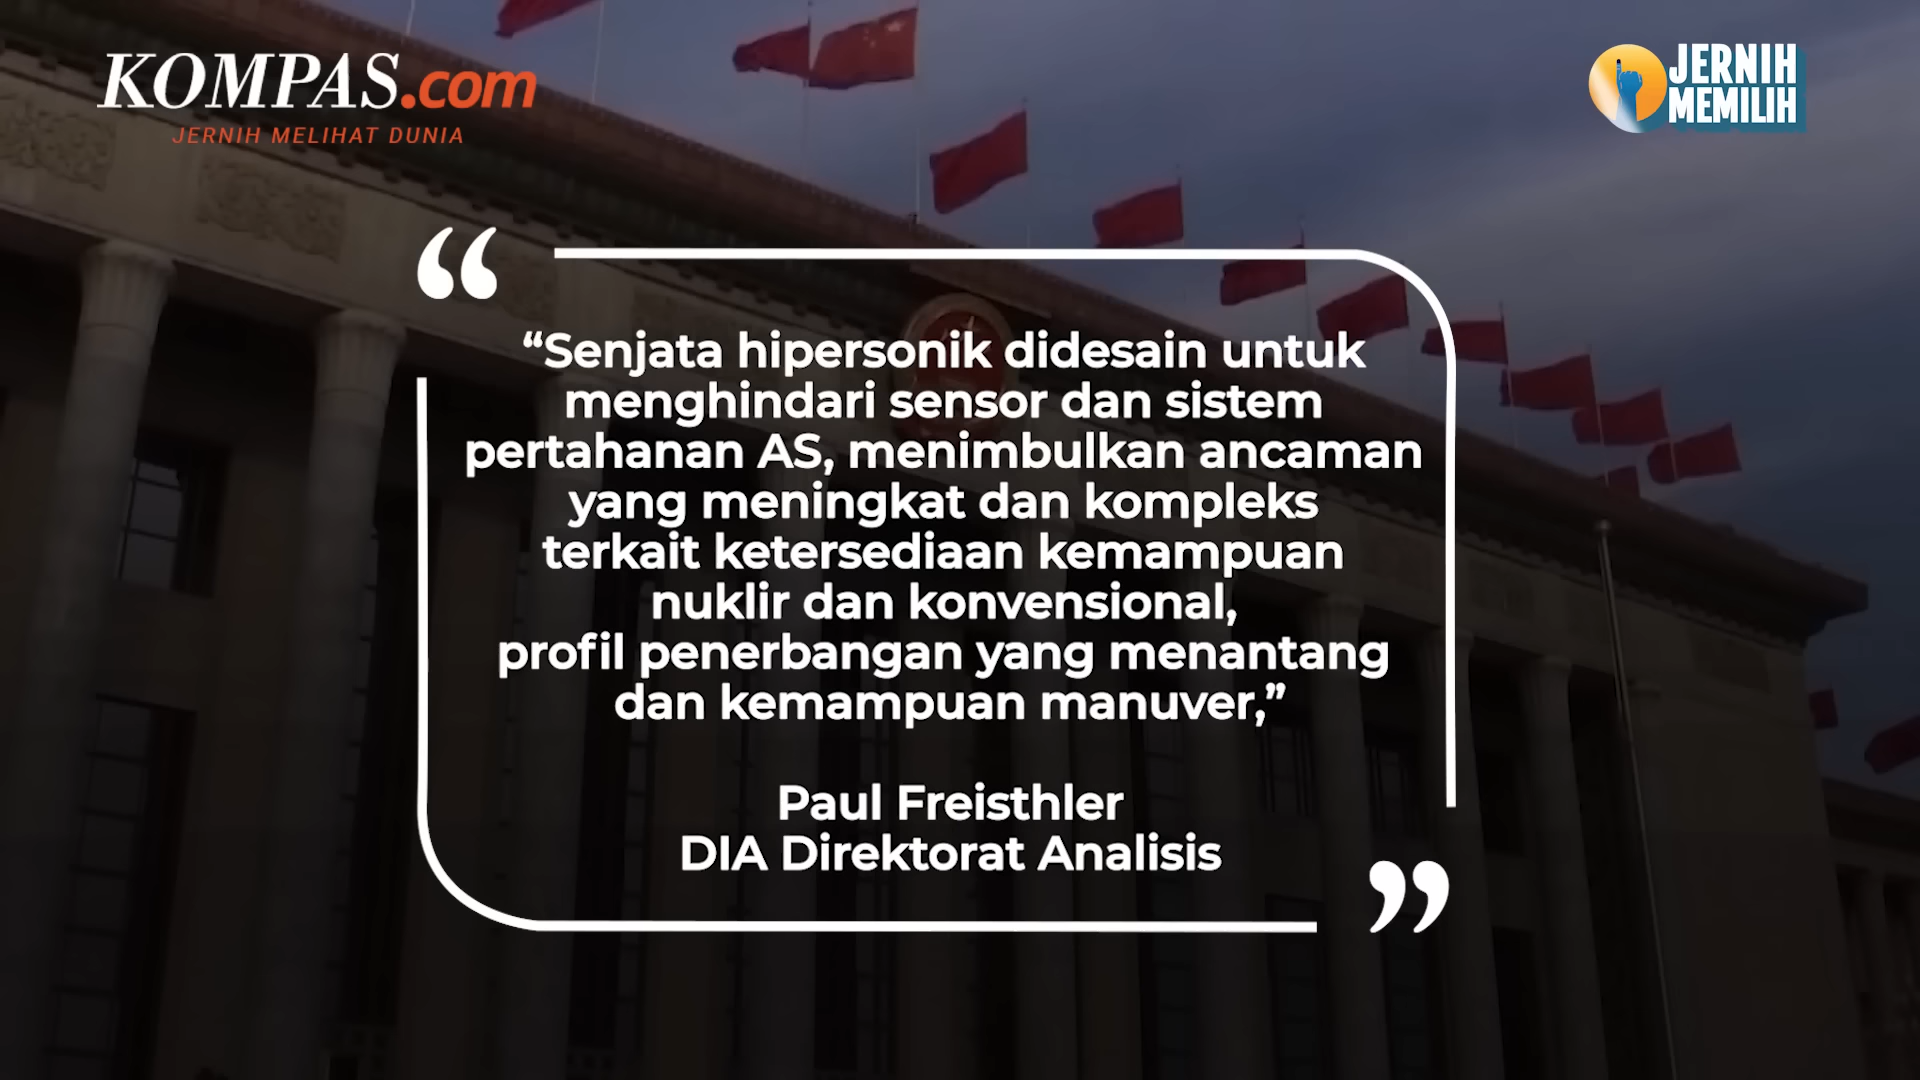 KOMPAS.com
JERNIH MELIHAT DUNIA
JERNIH
MEMILIH
“Senjata hipersonik didesain untuk
menghindari sensor dan sistem
pertahanan AS, menimbulkan ancaman
yang meningkat dan kompleks
terkait ketersediaan kemampuan
nuklir dan konvensional,
profil penerbangan yang menantang
dan kemampuan manuver,”
Paul Freisthler
DIA Direktorat Analisis